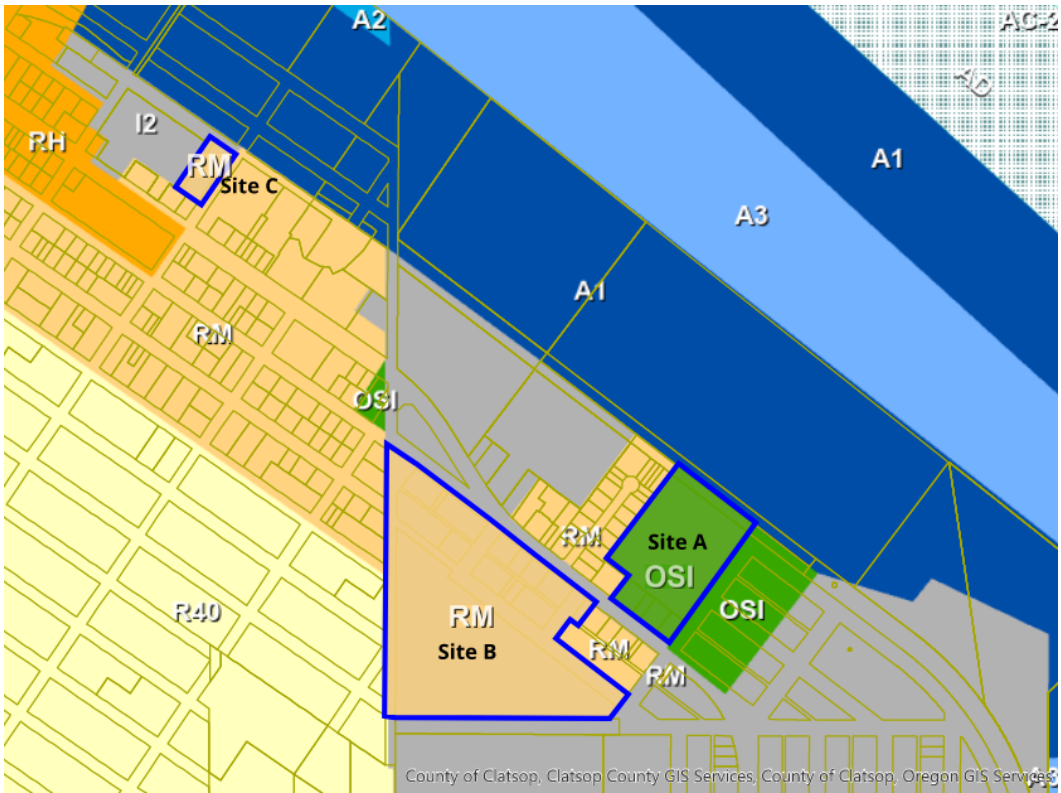 A2
AC-2
AD
I2
RH
RM
Site C
A1
A3
A1
RM
OSI
RM
Site A
OSI
R40
RM
OSI
Site B
RM
RM
County of Clatsop, Clatsop County GIS Services, County of Clatsop, Oregon GIS Services